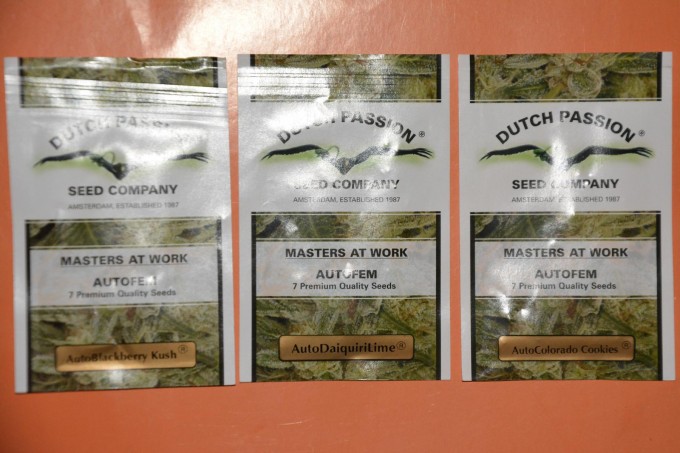 DUTCH PASSION
SEED COMPANY
AMSTERDAM, ESTABLISHED 1987
MASTERS AT WORK
AUTOFEM
7 Premium Quality Seeds
AutoBlackberry Kush®
DUTCH PASSION®
SEED COMPANY
AMSTERDAM, ESTABLISHED 1987
MASTERS AT WORK
AUTOFEM
7 Premium Quality Seeds
AutoDaiquiriLime®
DUTCH PASSION®
SEED COMPANY
AMSTERDAM, ESTABLISHED 1987
MASTERS AT WORK
AUTOFEM
7 Premium Quality Seeds
AutoColorado Cookies®